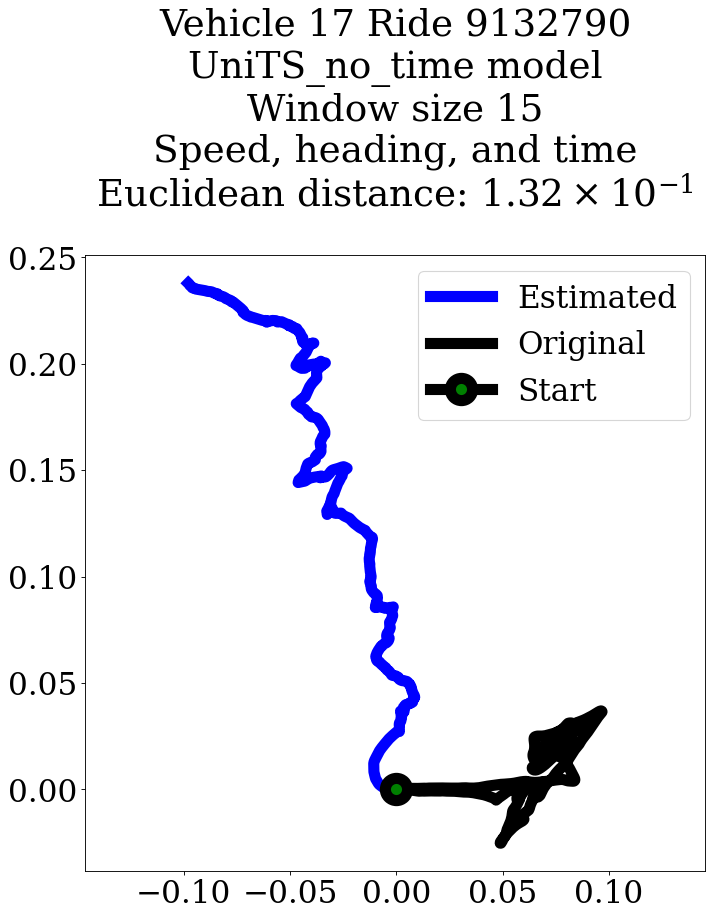 Vehicle 17 Ride 9132790
UniTS_no_time model
Window size 15
Speed, heading, and time
Euclidean distance: 1.32 × 10⁻¹
0.25
0.20
0.15
0.10
0.05
0.00
Estimated
Original
Start
−0.10 −0.05 0.00 0.05 0.10